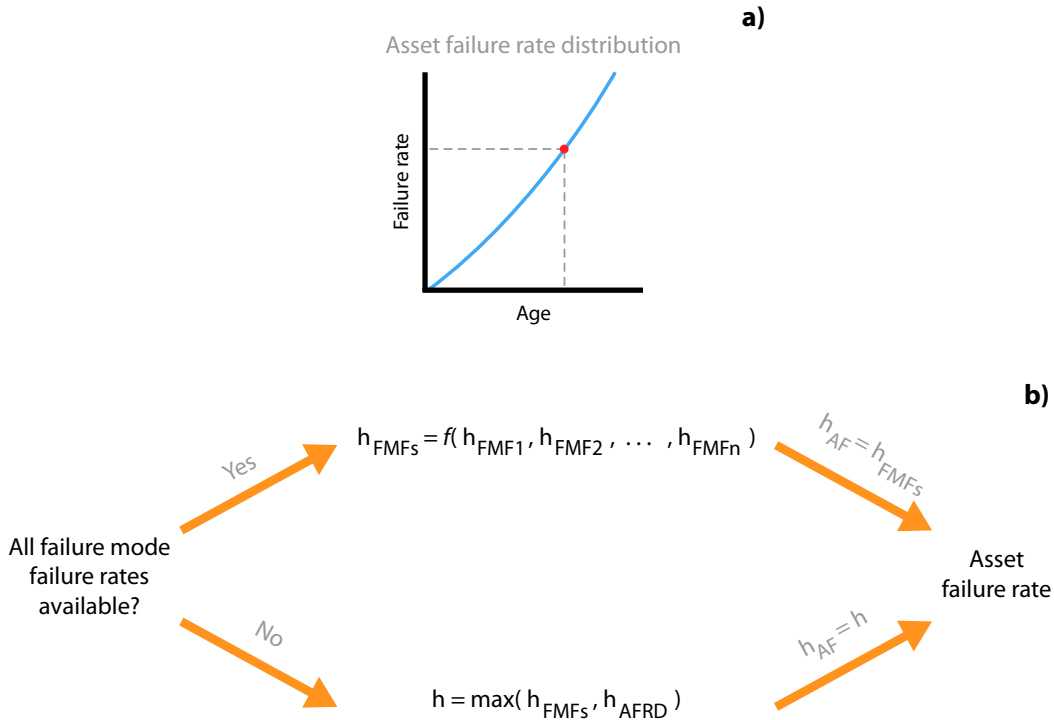 a)
Asset failure rate distribution
Failure rate
Age
b)
h_FMFs = f( h_FMF1 , h_FMF2 , . . . , h_FMFn )
Yes
h_AF = h_FMFs
All failure mode
failure rates
available?
Asset
failure rate
No
h_AF = h
h = max( h_FMFs , h_AFRD )